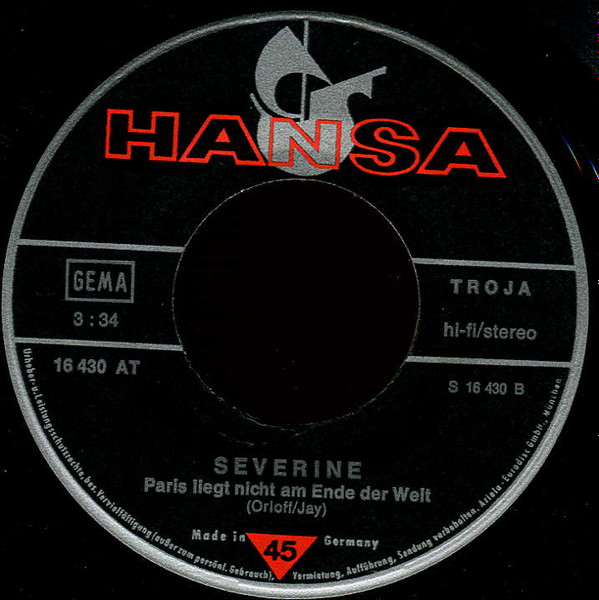 HANSA
GEMA
3:34
16 430 AT
TROJA
hi-fi/stereo
S 16 430 B
SEVERINE
Paris liegt nicht am Ende der Welt
(Orloff/Jay)
Made in Germany
45
Urheber- u. Leistungsschutzrechte, bes. Vervielfältigung (außer zum persönl. Gebrauch), Vermietung, Aufführung, Sendung vorbehalten. Ariola-Eurodisc GmbH., München